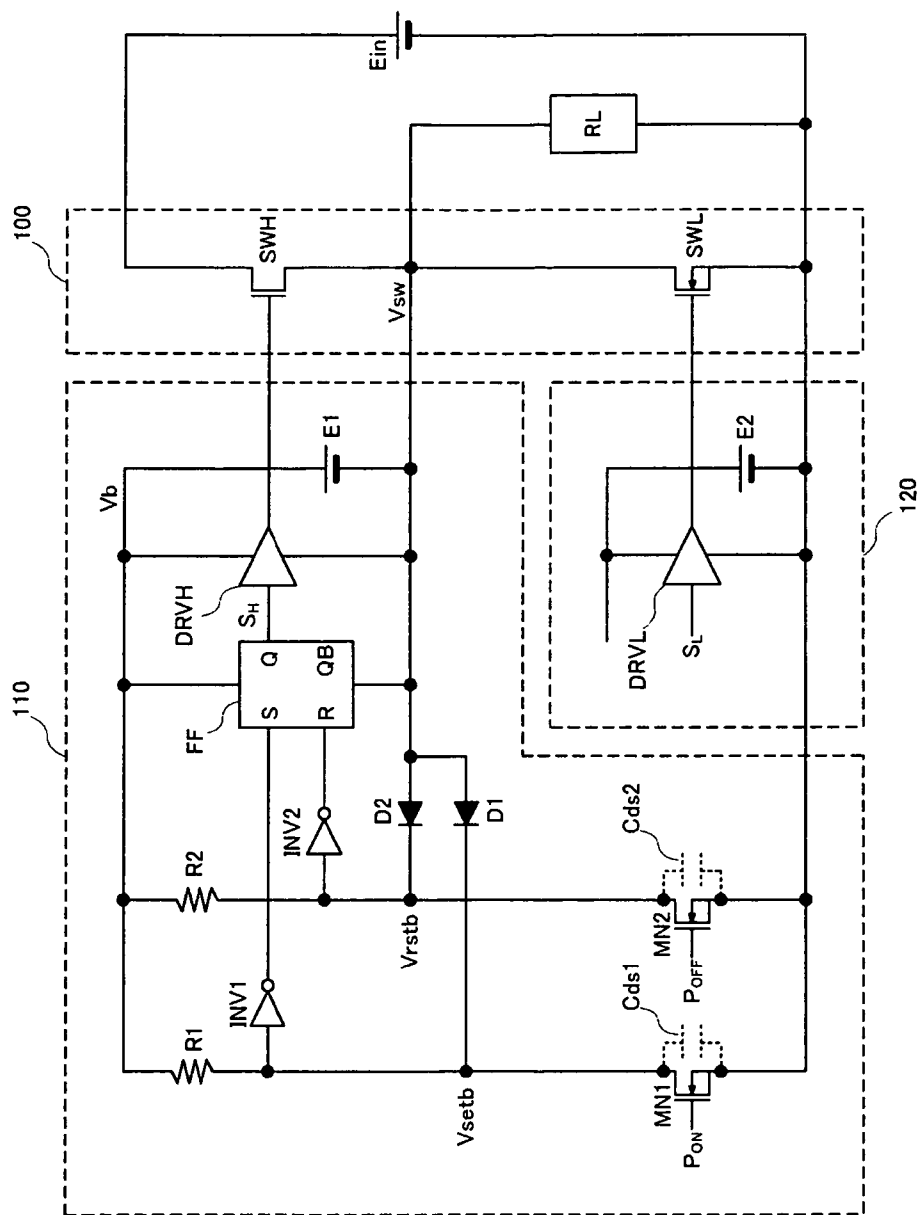 110
100
Vb
E1
DRVH
SH
FF
S
Q
R
QB
R2
R1
INV2
INV1
D2
D1
Vrstb
Vsetb
SWH
Vsw
SWL
Ein
RL
E2
DRVL
SL
120
Cds2
MN2
POFF
Cds1
MN1
PON